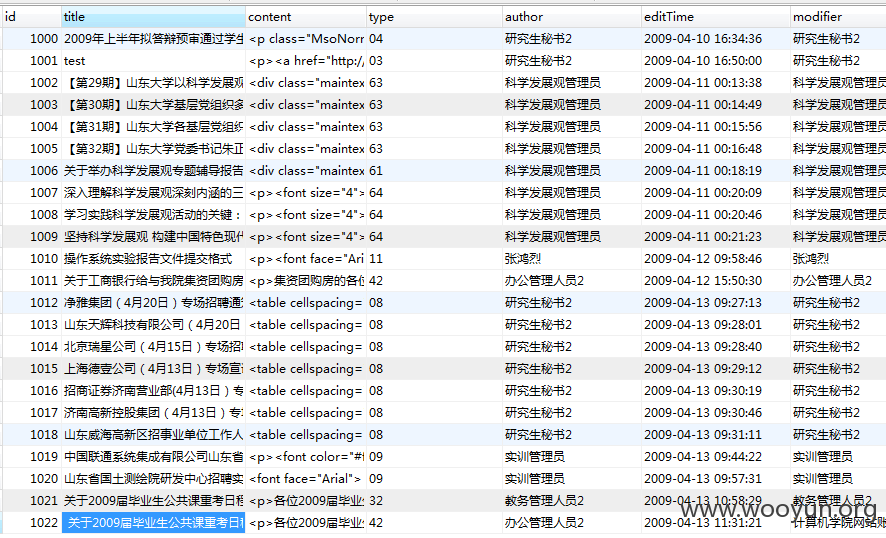 id title content type author editTime modifier
1000 2009年上半年拟答辩预审通过学生 <p class="MsoNorm 04 研究生秘书2 2009-04-10 16:34:36 研究生秘书2
1001 test <p><a href="http:/ 03 研究生秘书2 2009-04-10 16:50:00 研究生秘书2
1002 【第29期】山东大学以科学发展观 <div class="maintex 63 科学发展观管理员 2009-04-11 00:13:38 科学发展观管理员
1003 【第30期】山东大学基层党组织多 <div class="maintex 63 科学发展观管理员 2009-04-11 00:14:49 科学发展观管理员
1004 【第31期】山东大学各基层党组织 <div class="maintex 63 科学发展观管理员 2009-04-11 00:15:56 科学发展观管理员
1005 【第32期】山东大学党委书记朱正 <div class="maintex 63 科学发展观管理员 2009-04-11 00:16:48 科学发展观管理员
1006 关于举办科学发展观专题辅导报告 <div class="maintex 61 科学发展观管理员 2009-04-11 00:18:19 科学发展观管理员
1007 深入理解科学发展观深刻内涵的三 <p><font size="4"> 64 科学发展观管理员 2009-04-11 00:20:09 科学发展观管理员
1008 学习实践科学发展观活动的关键： <p><font size="4"> 64 科学发展观管理员 2009-04-11 00:20:46 科学发展观管理员
1009 坚持科学发展观 构建中国特色现代 <p><font size="4"> 64 科学发展观管理员 2009-04-11 00:21:23 科学发展观管理员
1010 操作系统实验报告文件提交格式 <p><font face="Ari 11 张鸿烈 2009-04-12 09:58:46 张鸿烈
1011 关于工商银行给与我院集资团购房 <p>集资团购房的各位 42 办公管理人员2 2009-04-12 15:50:30 办公管理人员2
1012 净雅集团（4月20日）专场招聘通知 <table cellspacing= 08 研究生秘书2 2009-04-13 09:27:13 研究生秘书2
1013 山东天辉科技有限公司（4月20日 <table cellspacing= 08 研究生秘书2 2009-04-13 09:28:01 研究生秘书2
1014 北京瑞星公司（4月15日）专场招聘 <table cellspacing= 08 研究生秘书2 2009-04-13 09:28:40 研究生秘书2
1015 上海德壹公司（4月13日）专场宣讲 <table cellspacing= 08 研究生秘书2 2009-04-13 09:29:12 研究生秘书2
1016 招商证券济南营业部(4月13日）专 <table cellspacing= 08 研究生秘书2 2009-04-13 09:30:19 研究生秘书2
1017 济南高新控股集团（4月13日）专场 <table cellspacing= 08 研究生秘书2 2009-04-13 09:30:46 研究生秘书2
1018 山东威海高新区招事业单位工作人 <table cellspacing= 08 研究生秘书2 2009-04-13 09:31:11 研究生秘书2
1019 中国联通系统集成有限公司山东省 <p><font color="#0 09 实训管理员 2009-04-13 09:44:22 实训管理员
1020 山东省国土测绘院研发中心招聘实 <font face="Arial"> 09 实训管理员 2009-04-13 09:57:31 实训管理员
1021 关于2009届毕业生公共课重考日程 <p>各位2009届毕业生 32 教务管理人员2 2009-04-13 10:58:29 教务管理人员2
1022 关于2009届毕业生公共课重考日程 <p>各位2009届毕业生 42 办公管理人员2 2009-04-13 11:31:21 计算机学院网站账
www.wooyun.org